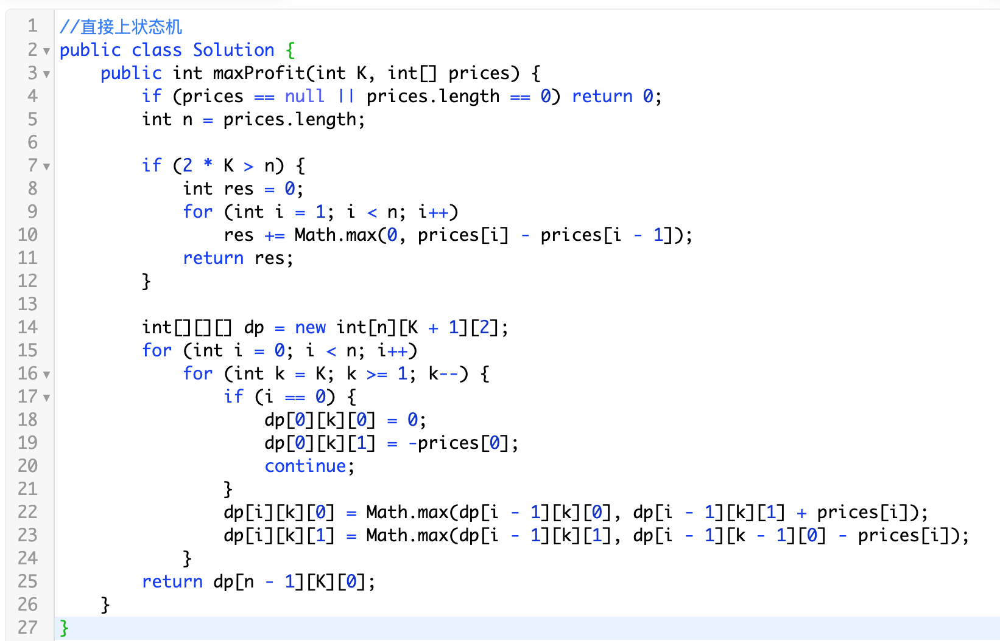 1 //直接上状态机
2 public class Solution {
3     public int maxProfit(int K, int[] prices) {
4         if (prices == null || prices.length == 0) return 0;
5         int n = prices.length;
6
7         if (2 * K > n) {
8             int res = 0;
9             for (int i = 1; i < n; i++)
10                 res += Math.max(0, prices[i] - prices[i - 1]);
11             return res;
12         }
13
14         int[][][] dp = new int[n][K + 1][2];
15         for (int i = 0; i < n; i++)
16             for (int k = K; k >= 1; k--) {
17                 if (i == 0) {
18                     dp[0][k][0] = 0;
19                     dp[0][k][1] = -prices[0];
20                     continue;
21                 }
22                 dp[i][k][0] = Math.max(dp[i - 1][k][0], dp[i - 1][k][1] + prices[i]);
23                 dp[i][k][1] = Math.max(dp[i - 1][k][1], dp[i - 1][k - 1][0] - prices[i]);
24             }
25         return dp[n - 1][K][0];
26     }
27 }